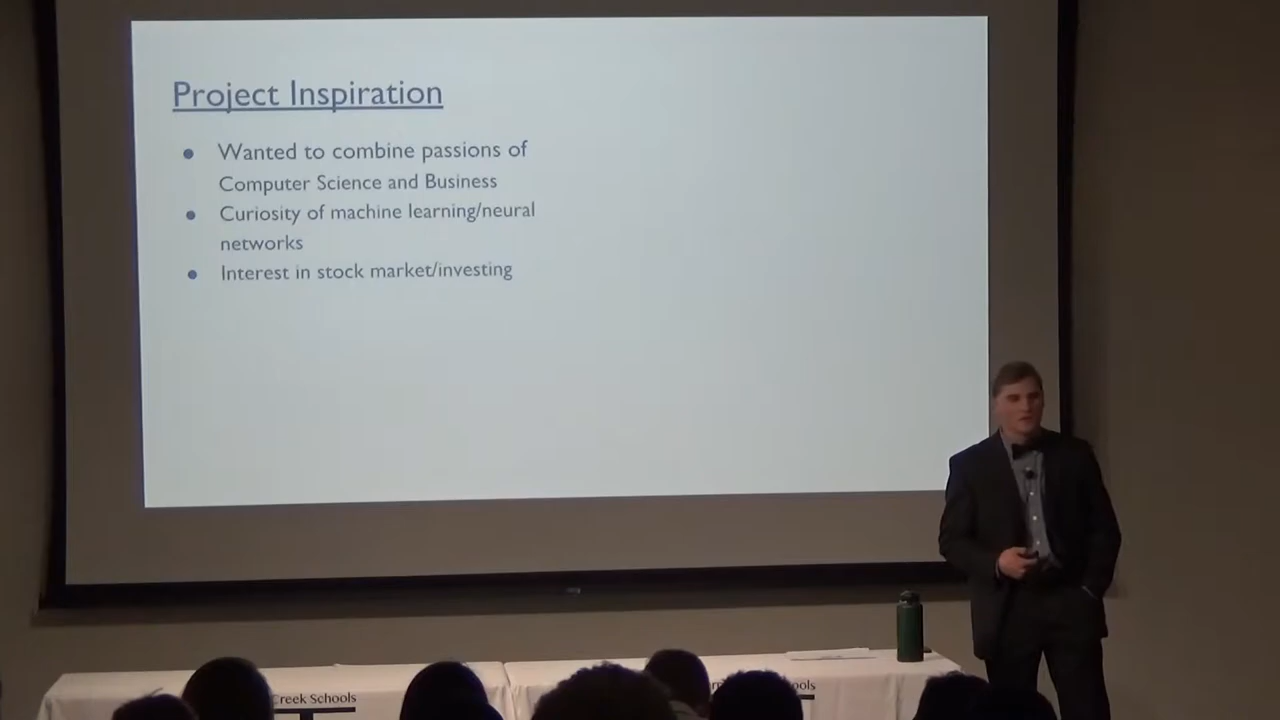 Project Inspiration
Wanted to combine passions of
Computer Science and Business
Curiosity of machine learning/neural
networks
Interest in stock market/investing
Creek Schools